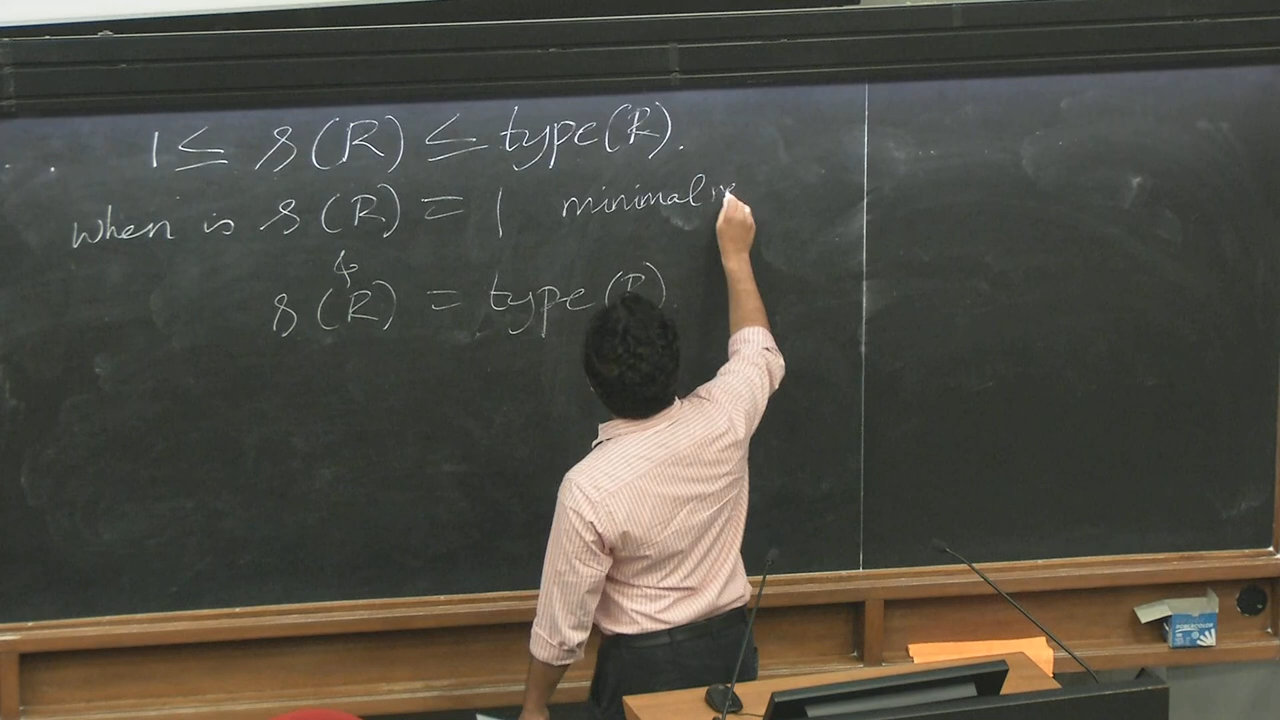 1 ≤ s(R) ≤ type(R).
When is s(R) = 1 minimal
&
s(R) = type(R)